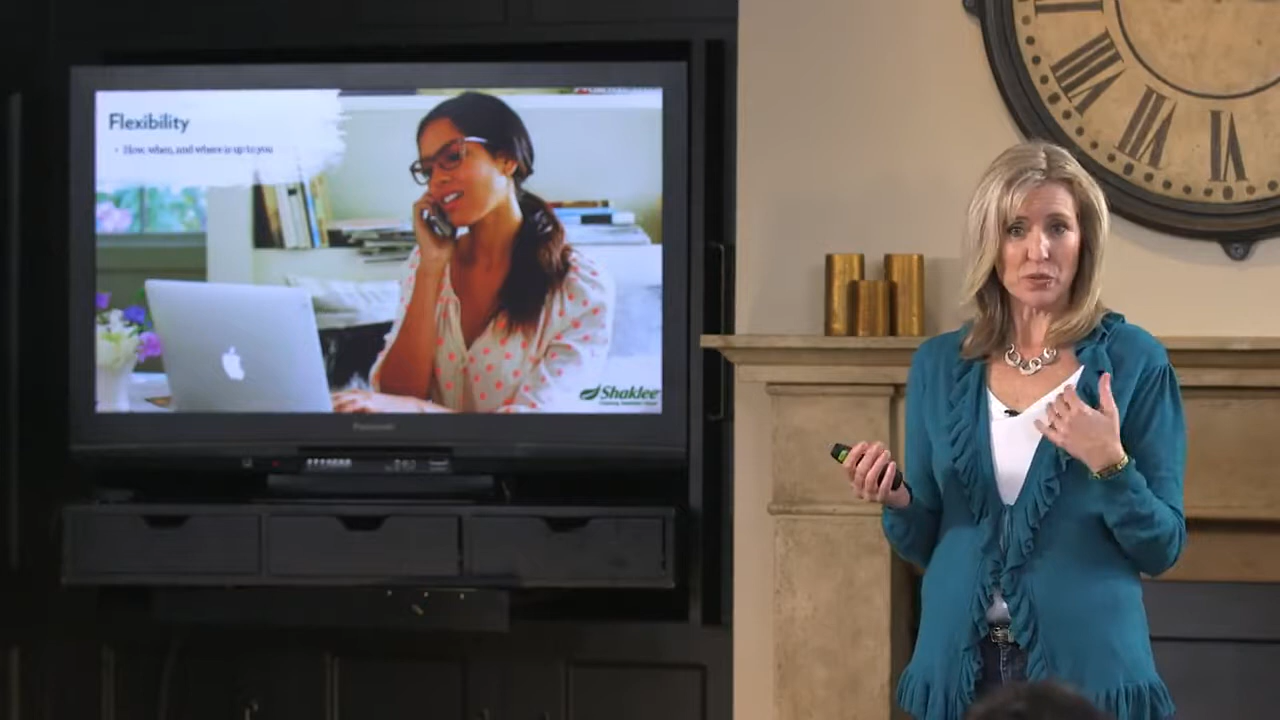 Flexibility
• How, when, and where is up to you
Shaklee
Panasonic